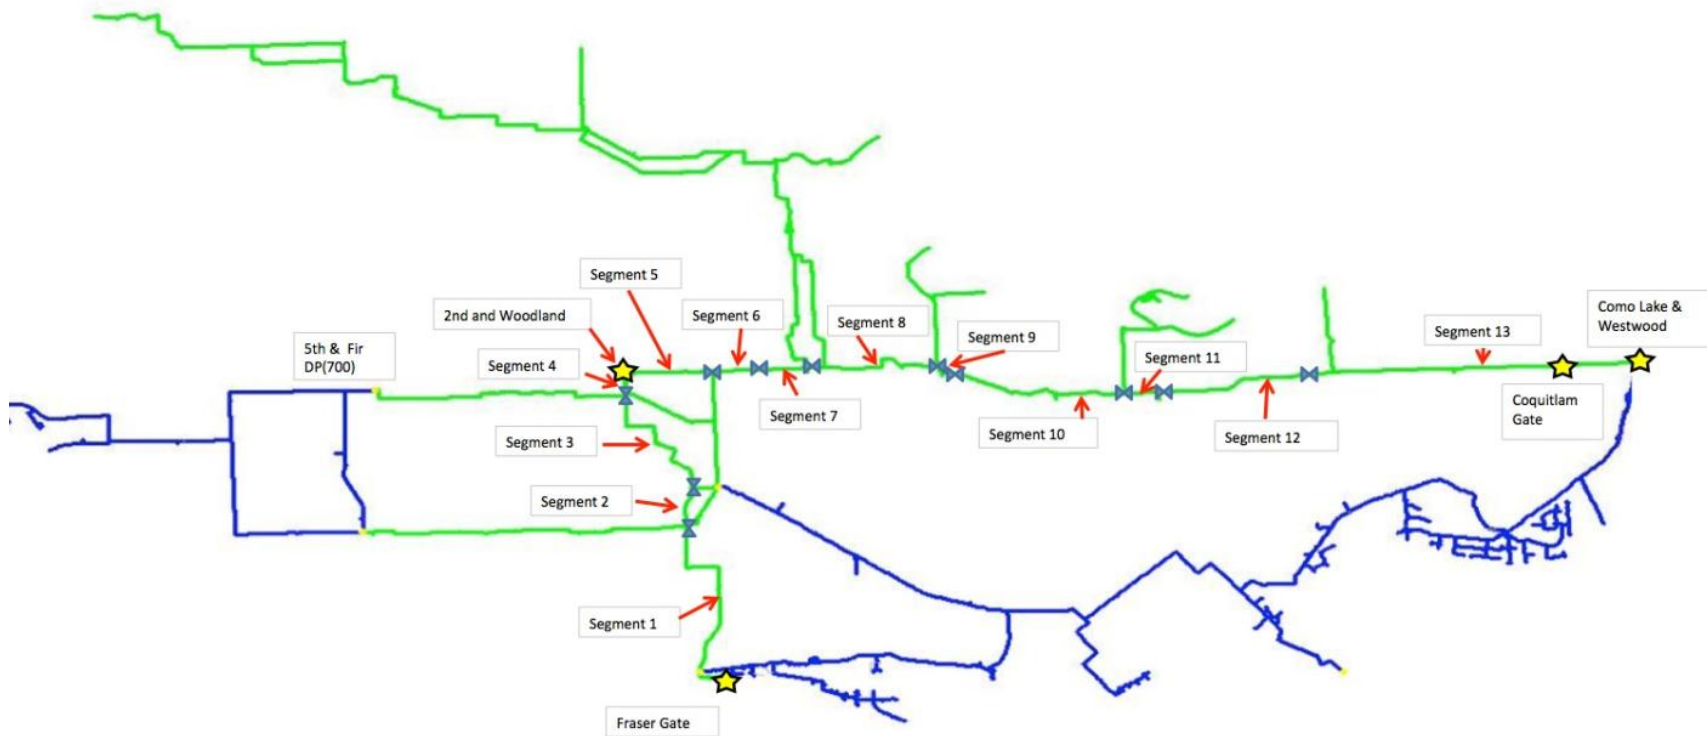 Segment 5
2nd and Woodland
Segment 6
Segment 8
Como Lake &
Westwood
Segment 13
5th & Fir
DP(700)
Segment 4
Segment 9
Segment 11
Segment 7
Coquitlam
Gate
Segment 3
Segment 10
Segment 12
Segment 2
Segment 1
Fraser Gate